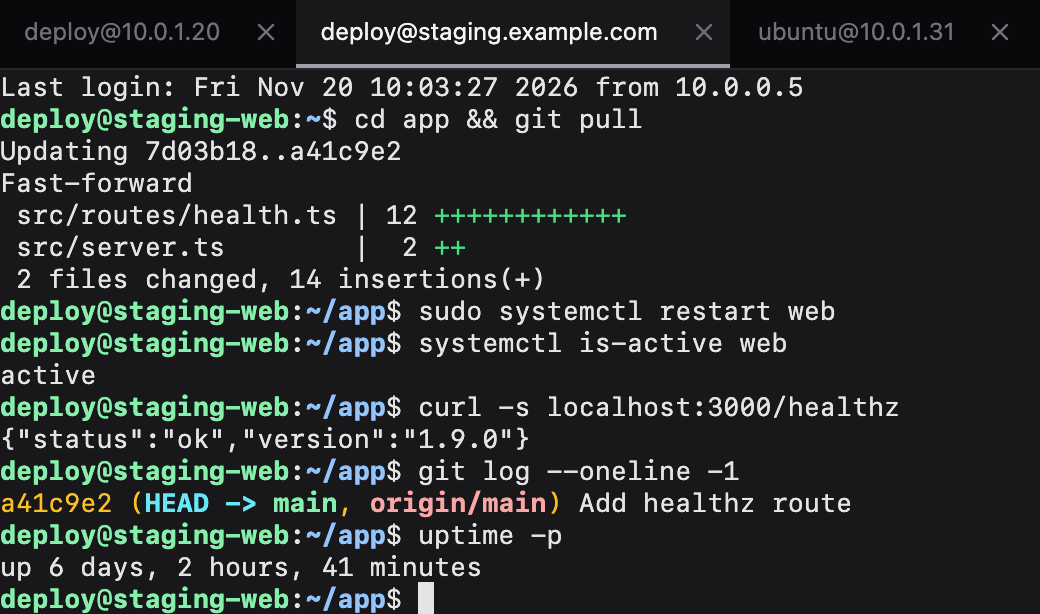 deploy@10.0.1.20 × deploy@staging.example.com × ubuntu@10.0.1.31 ×
Last login: Fri Nov 20 10:03:27 2026 from 10.0.0.5
deploy@staging-web:~$ cd app && git pull
Updating 7d03b18..a41c9e2
Fast-forward
 src/routes/health.ts | 12 ++++++++++++
 src/server.ts        |  2 ++
 2 files changed, 14 insertions(+)
deploy@staging-web:~/app$ sudo systemctl restart web
deploy@staging-web:~/app$ systemctl is-active web
active
deploy@staging-web:~/app$ curl -s localhost:3000/healthz
{"status":"ok","version":"1.9.0"}
deploy@staging-web:~/app$ git log --oneline -1
a41c9e2 (HEAD -> main, origin/main) Add healthz route
deploy@staging-web:~/app$ uptime -p
up 6 days, 2 hours, 41 minutes
deploy@staging-web:~/app$